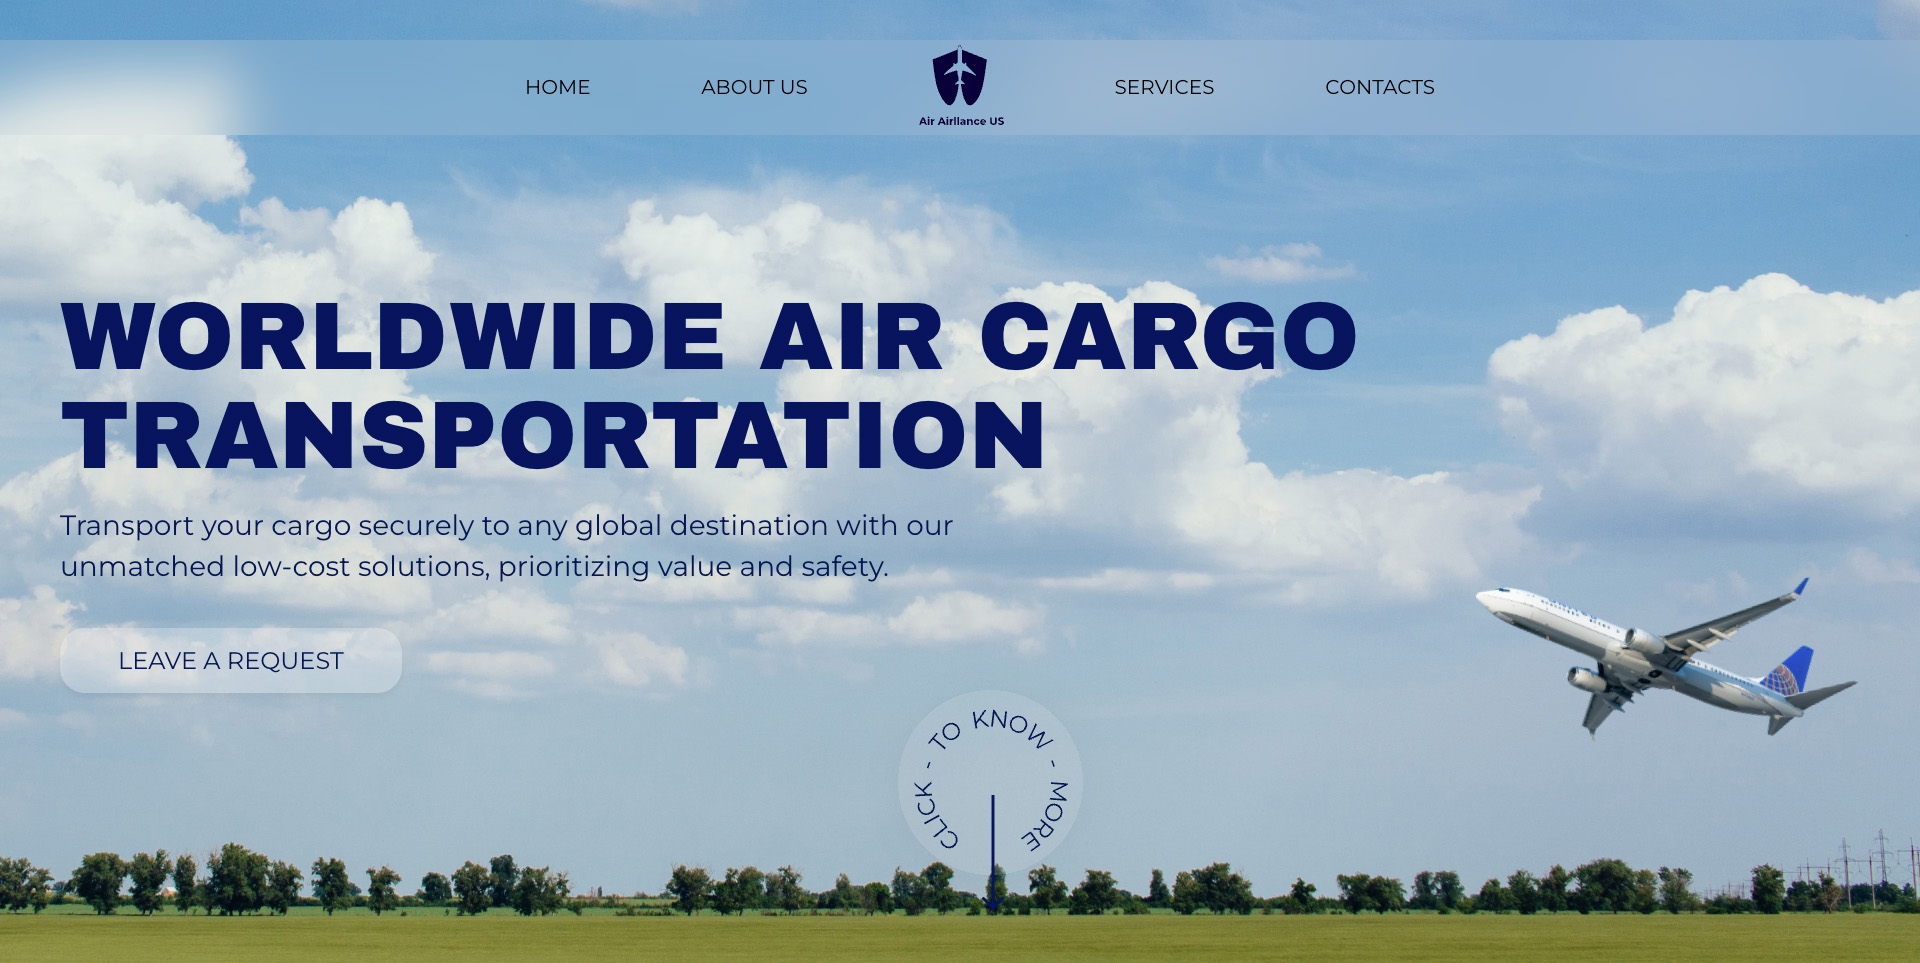 HOME
ABOUT US
Air Airllance US
SERVICES
CONTACTS
WORLDWIDE AIR CARGO
TRANSPORTATION
Transport your cargo securely to any global destination with our
unmatched low-cost solutions, prioritizing value and safety.
LEAVE A REQUEST
CLICK - TO KNOW - MORE